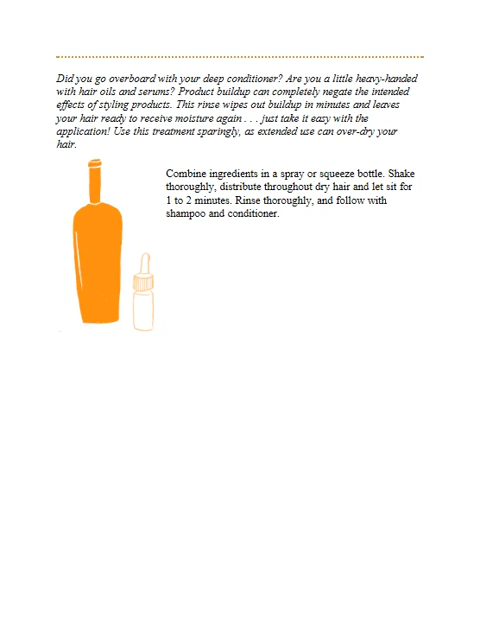 Did you go overboard with your deep conditioner? Are you a little heavy-handed
with hair oils and serums? Product buildup can completely negate the intended
effects of styling products. This rinse wipes out buildup in minutes and leaves
your hair ready to receive moisture again . . . just take it easy with the
application! Use this treatment sparingly, as extended use can over-dry your
hair.
Combine ingredients in a spray or squeeze bottle. Shake
thoroughly, distribute throughout dry hair and let sit for
1 to 2 minutes. Rinse thoroughly, and follow with
shampoo and conditioner.